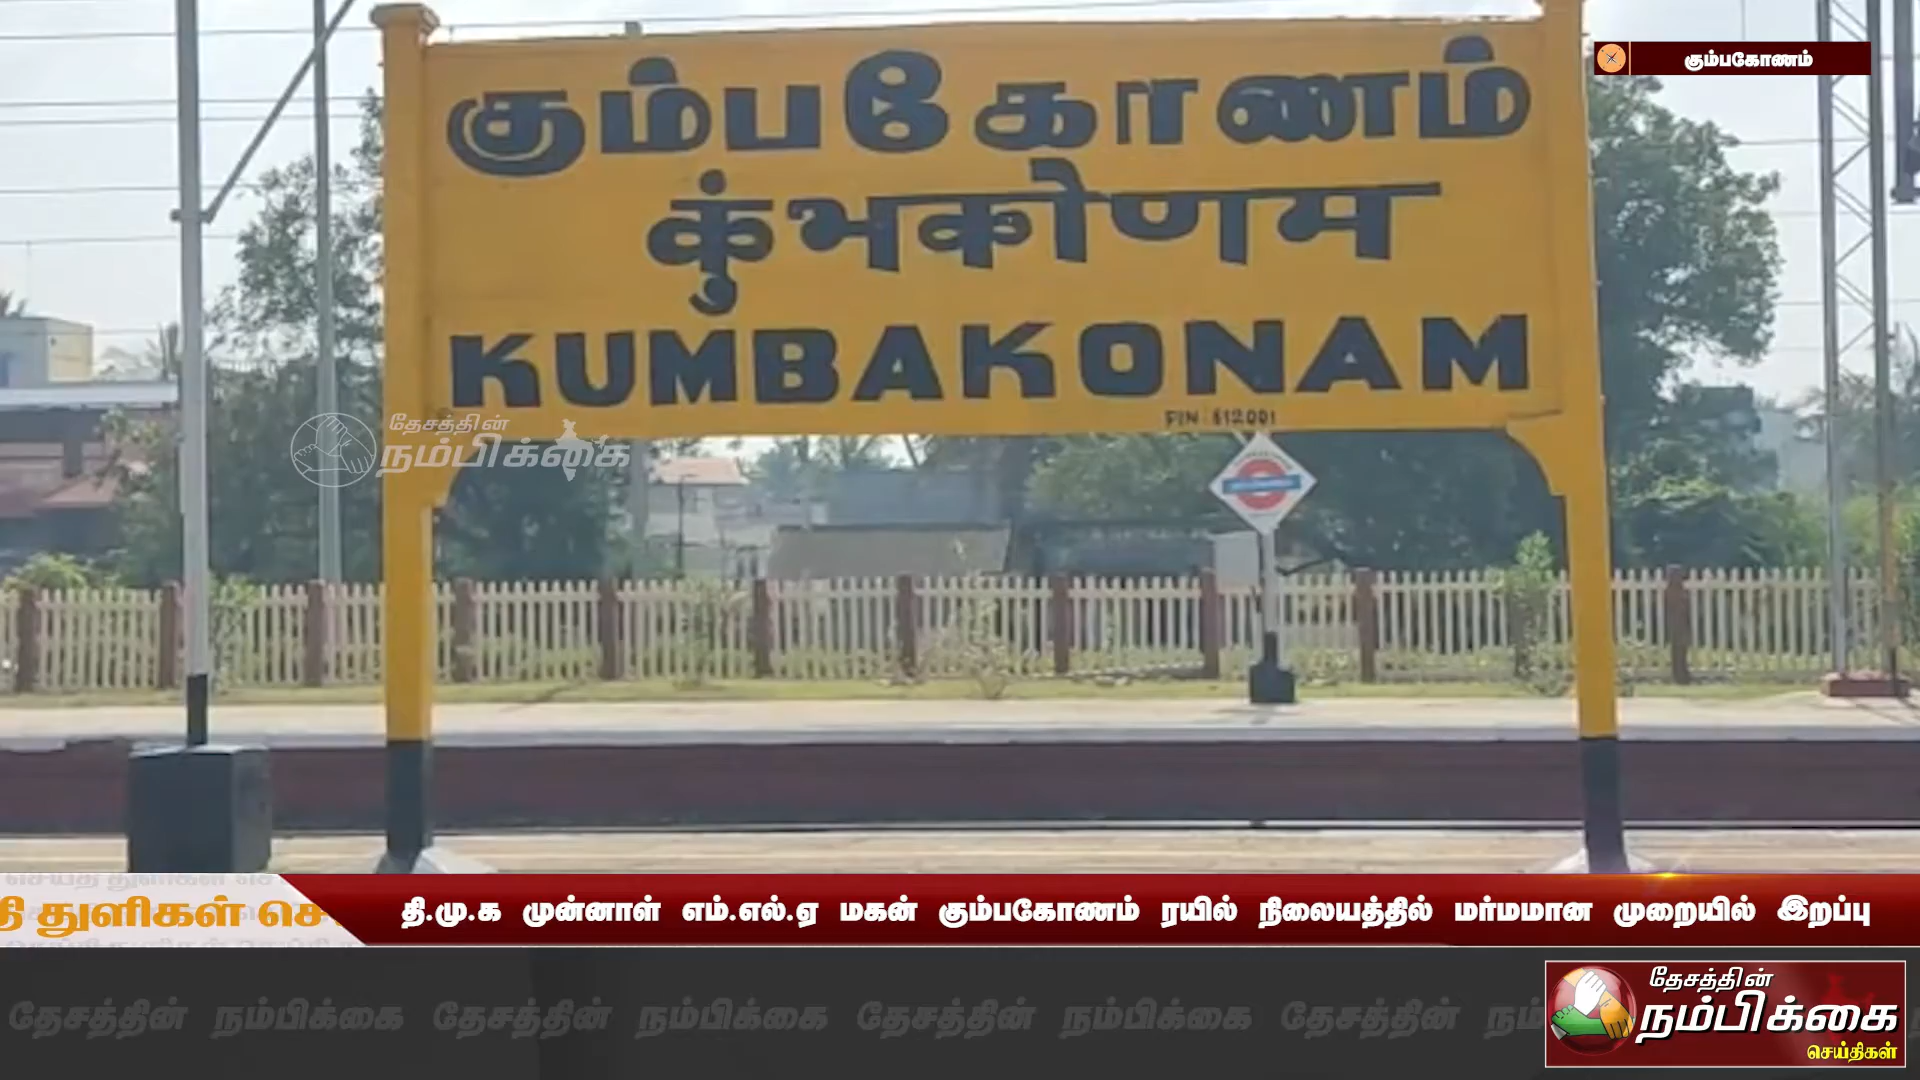 கும்பகோணம்
கும்பகோணம்
कुंभकोणम
KUMBAKONAM
PIN 612001
தேசத்தின்
நம்பிக்கை
தி துளிகள் செ
தி.மு.க முன்னாள் எம்.எல்.ஏ மகன் கும்பகோணம் ரயில் நிலையத்தில் மர்மமான முறையில் இறப்பு
தேசத்தின் நம்பிக்கை தேசத்தின் நம்பிக்கை தேசத்தின் நம்பிக்கை தேசத்தின் நம்
தேசத்தின்
நம்பிக்கை
செய்திகள்